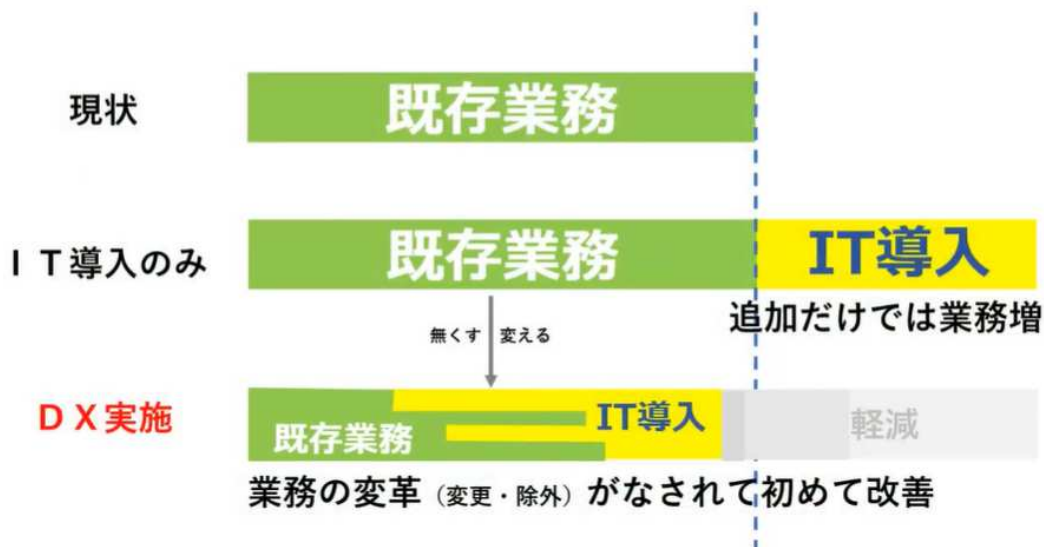 現状
既存業務
ＩＴ導入のみ
既存業務
IT導入
追加だけでは業務増
無くす 変える
ＤＸ実施
既存業務
IT導入
軽減
業務の変革（変更・除外）がなされて初めて改善